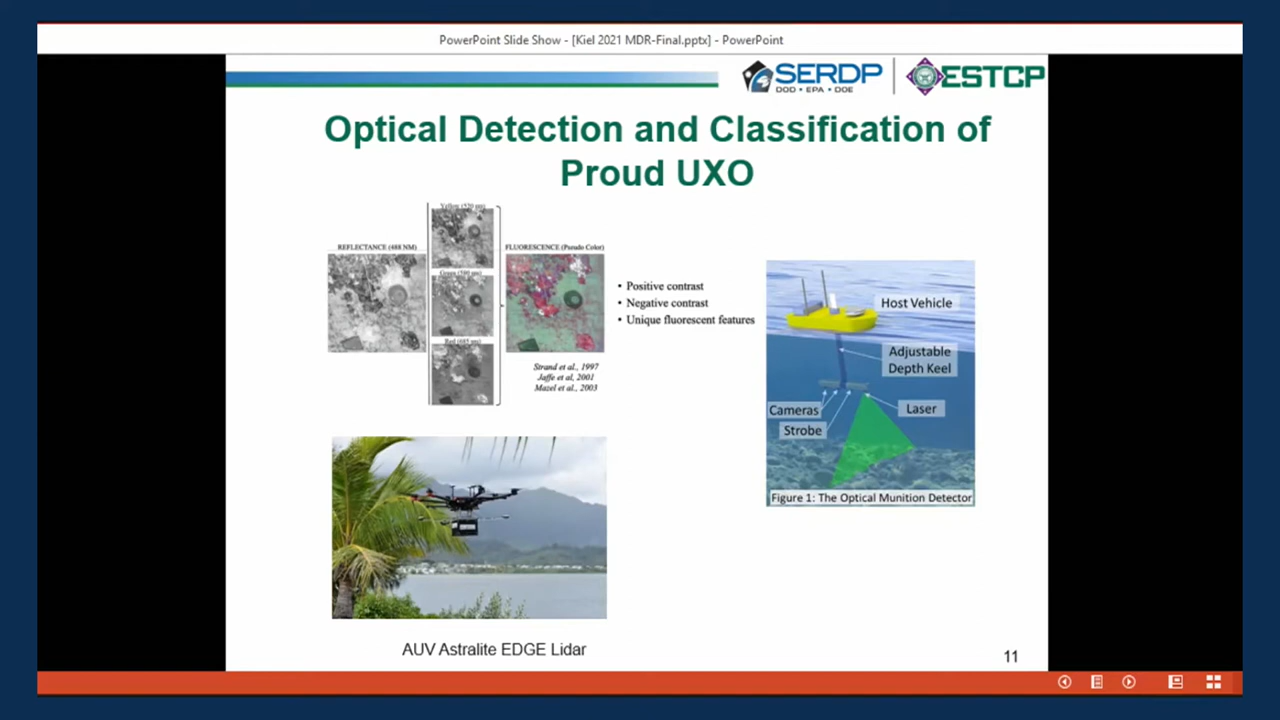 PowerPoint Slide Show - [Kiel 2021 MDR-Final.pptx] - PowerPoint
SERDP
DOD • EPA • DOE
ESTCP
Optical Detection and Classification of
Proud UXO
Yellow (520 nm)
REFLECTANCE (488 NM)
FLUORESCENCE (Pseudo Color)
Green (580 nm)
Red (685 nm)
• Positive contrast
• Negative contrast
• Unique fluorescent features
Strand et al., 1997
Jaffe et al, 2001
Mazel et al., 2003
Host Vehicle
Adjustable
Depth Keel
Cameras
Laser
Strobe
Figure 1: The Optical Munition Detector
AUV Astralite EDGE Lidar
11